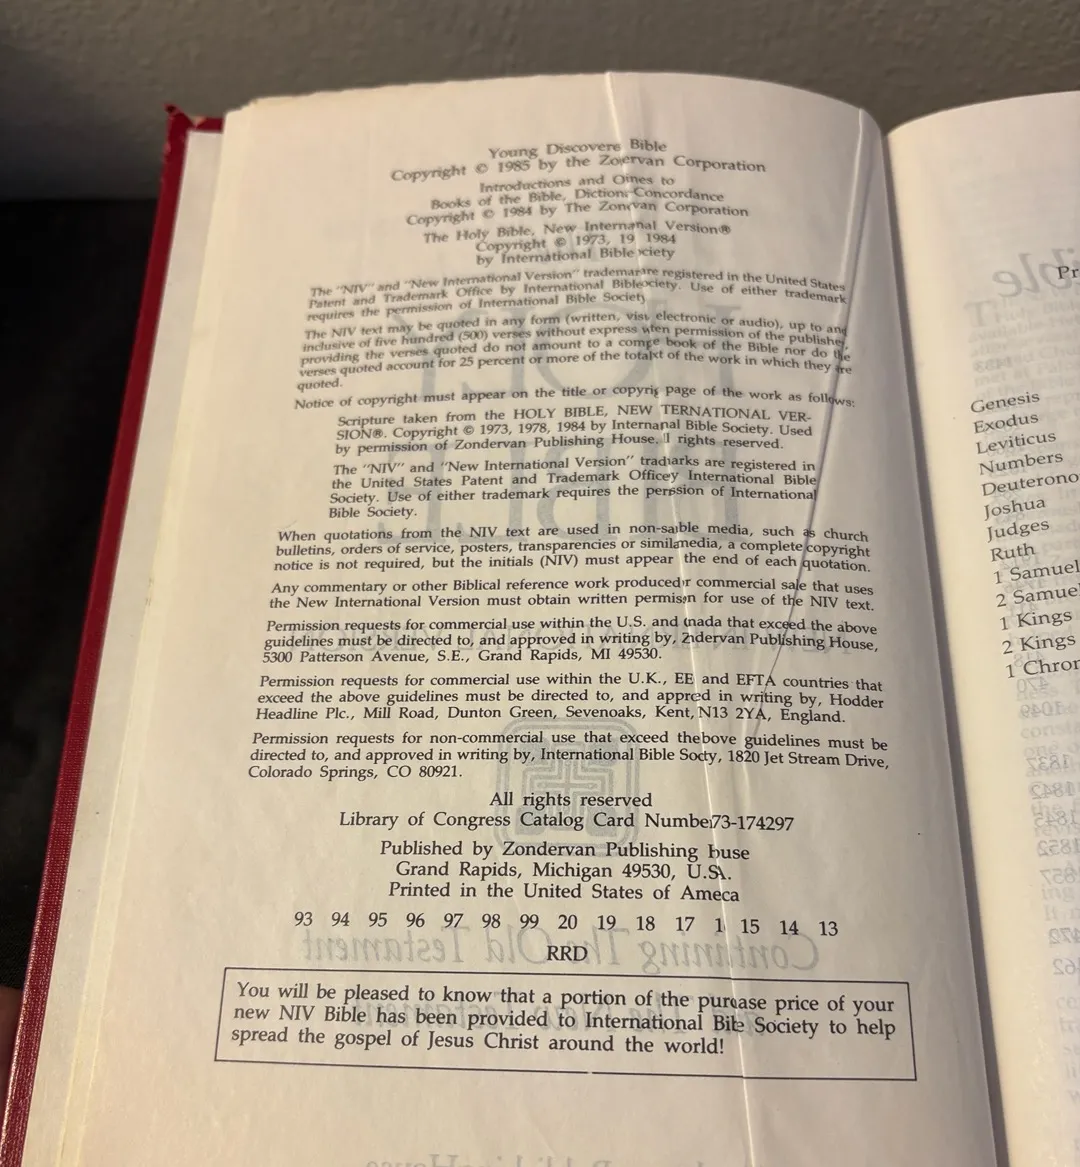 Young Discovers Bible
Copyright © 1985 by the Zoervan Corporation
Introductions and Oines to
Books of the Bible, Diction Concordance
Copyright © 1984 by The Zonrvan Corporation
The Holy Bible, New Internanal Version®
Copyright © 1973, 19 1984
by International Bible ciety
The "NIV" and "New International Version" trademarare registered in the United States
Patent and Trademark Office by International Bible ciety. Use of either trademark
requires the permission of International Bible Society
The NIV text may be quoted in any form (written, visu electronic or audio), up to and
inclusive of five hundred (500) verses without express wten permission of the publisher,
providing the verses quoted do not amount to a compe book of the Bible nor do the
verses quoted account for 25 percent or more of the total xt of the work in which they are
quoted.
Notice of copyright must appear on the title or copyrig page of the work as follows:
Scripture taken from the HOLY BIBLE, NEW TERNATIONAL VER-
SION®. Copyright © 1973, 1978, 1984 by Internanal Bible Society. Used
by permission of Zondervan Publishing House. l rights reserved.
The "NIV" and "New International Version" tradearks are registered in
the United States Patent and Trademark Officey International Bible
Society. Use of either trademark requires the perssion of International
Bible Society.
When quotations from the NIV text are used in non-saable media, such as church
bulletins, orders of service, posters, transparencies or similamedia, a complete copyright
notice is not required, but the initials (NIV) must appear the end of each quotation.
Any commentary or other Biblical reference work produced r commercial sale that uses
the New International Version must obtain written permisn for use of the NIV text.
Permission requests for commercial use within the U.S. and nada that exceed the above
guidelines must be directed to, and approved in writing by, Zndervan Publishing House,
5300 Patterson Avenue, S.E., Grand Rapids, MI 49530.
Permission requests for commercial use within the U.K., EE and EFTA countries that
exceed the above guidelines must be directed to, and appred in writing by, Hodder
Headline Plc., Mill Road, Dunton Green, Sevenoaks, Kent, N13 2YA, England.
Permission requests for non-commercial use that exceed thebove guidelines must be
directed to, and approved in writing by, International Bible Socty, 1820 Jet Stream Drive,
Colorado Springs, CO 80921.
All rights reserved
Library of Congress Catalog Card Number 73-174297
Published by Zondervan Publishing use
Grand Rapids, Michigan 49530, U.S.A.
Printed in the United States of Ameca
93 94 95 96 97 98 99 20 19 18 17 1 15 14 13
RRD
You will be pleased to know that a portion of the purcase price of your
new NIV Bible has been provided to International Bite Society to help
spread the gospel of Jesus Christ around the world!
Pr
Genesis
Exodus
Leviticus
Numbers
Deuterono
Joshua
Judges
Ruth
1 Samuel
2 Samuel
1 Kings
2 Kings
1 Chron